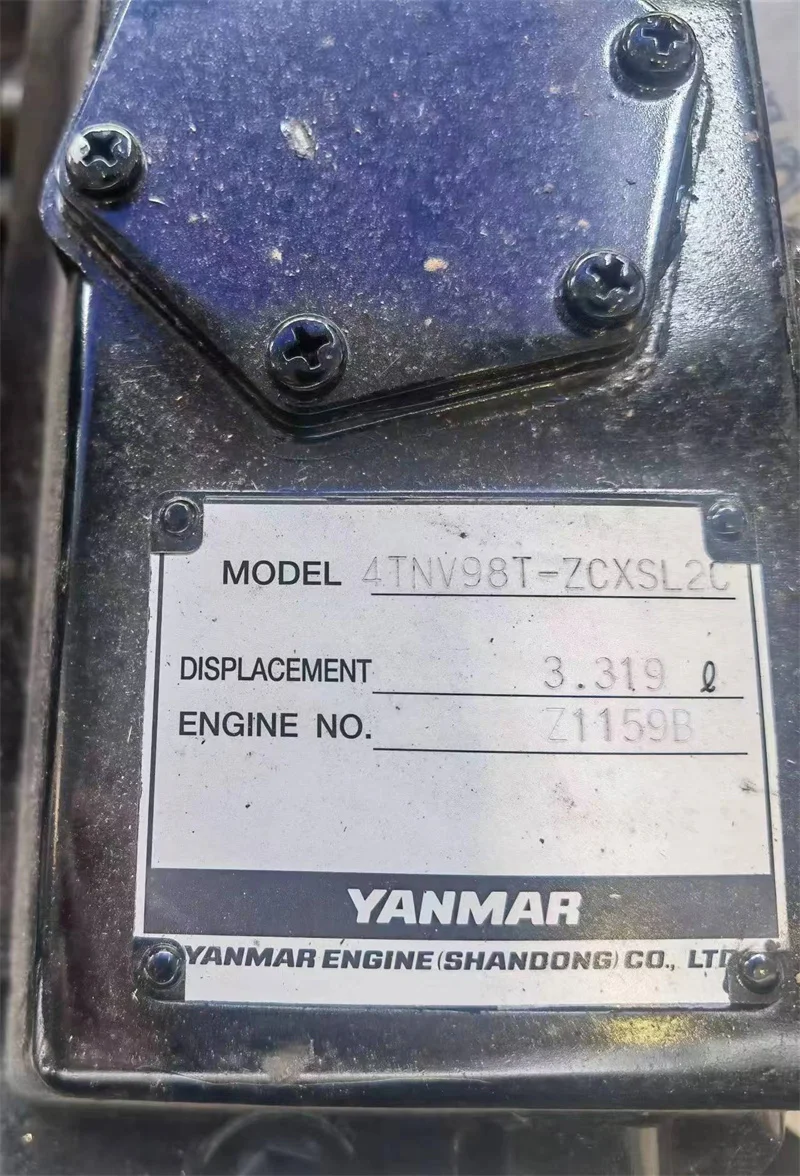 MODEL 4TNV98T-ZCXSL2C
DISPLACEMENT 3.319 ℓ
ENGINE NO. Z1159B
YANMAR
YANMAR ENGINE (SHANDONG) CO., LTD